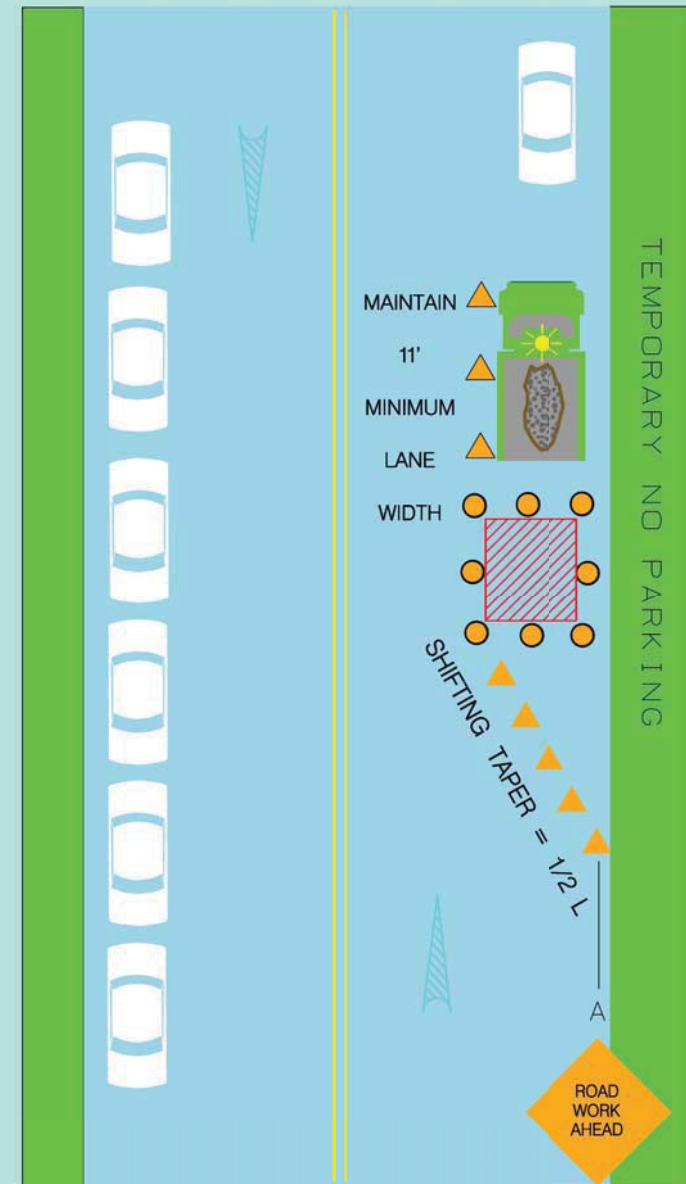 MAINTAIN
11'
MINIMUM
LANE
WIDTH
TEMPORARY NO PARKING
SHIFTING TAPER = 1/2 L
A
ROAD
WORK
AHEAD